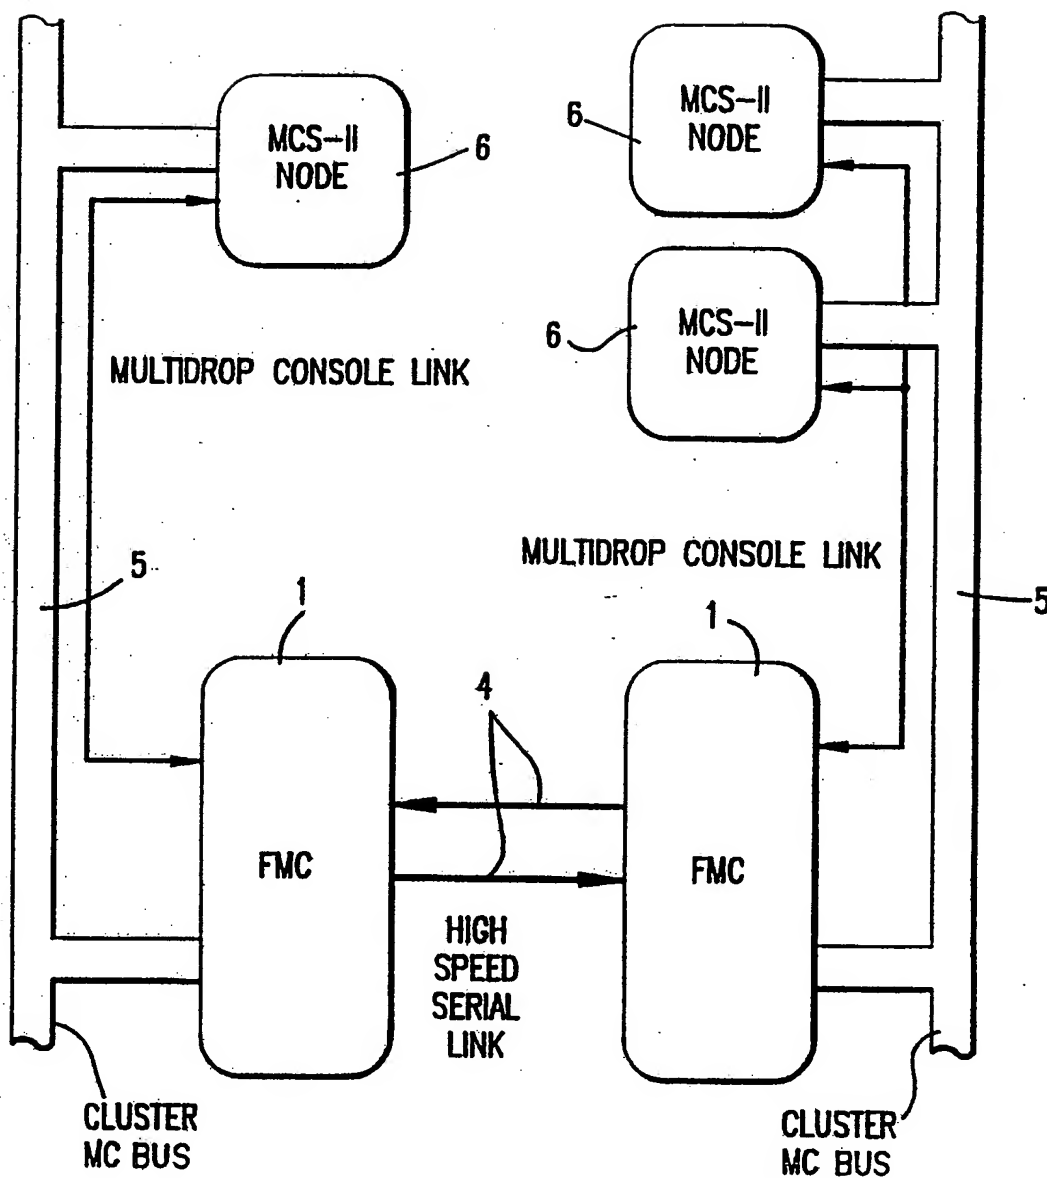 MCS-II
NODE
6
6
MCS-II
NODE
6
MCS-II
NODE
MULTIDROP CONSOLE LINK
MULTIDROP CONSOLE LINK
5
5
1
1
4
FMC
FMC
HIGH
SPEED
SERIAL
LINK
CLUSTER
MC BUS
CLUSTER
MC BUS